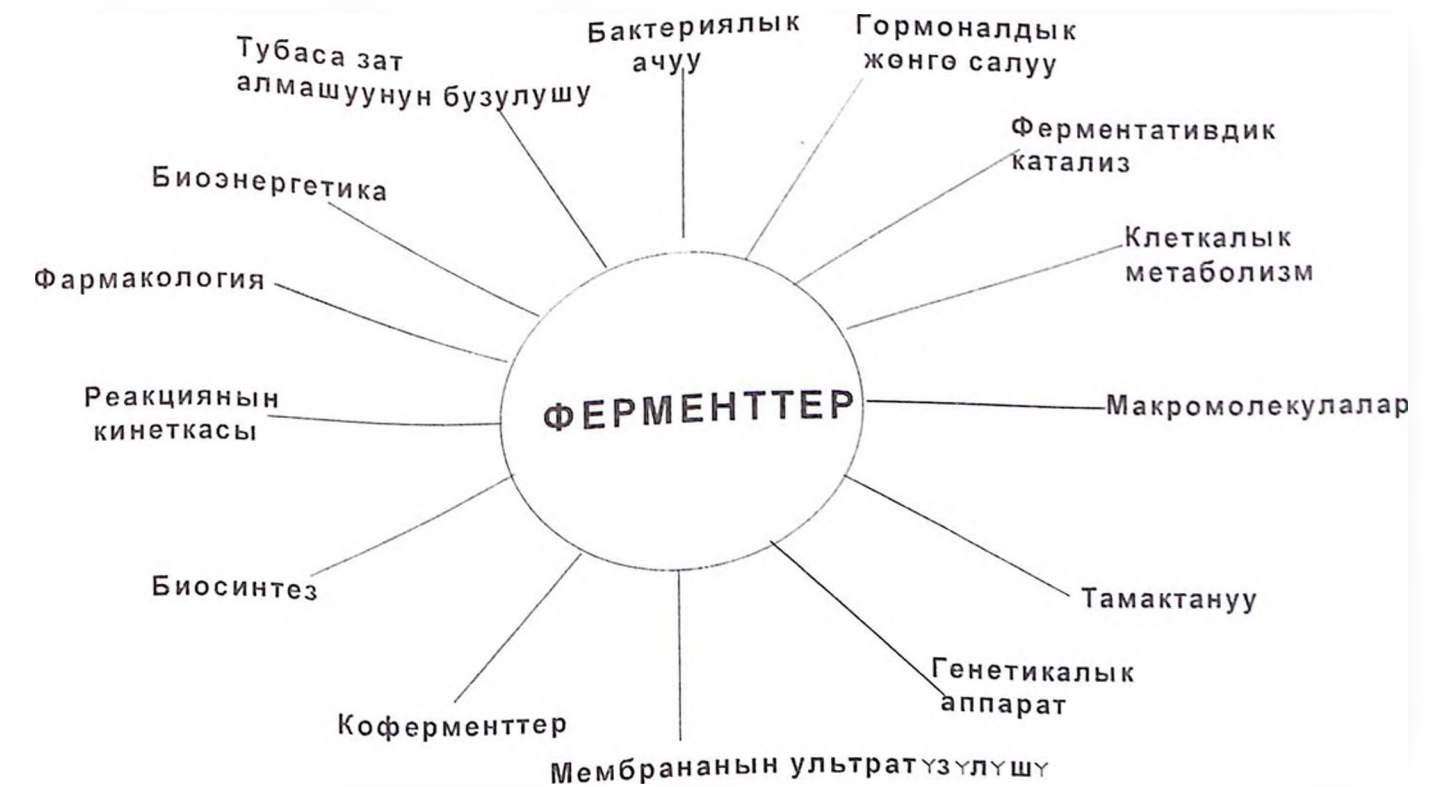 Бактериялык
ачуу
Гормоналдык
жөнгө салуу
Тубаса зат
алмашуунун бузулушу
Ферментативдик
катализ
Биоэнергетика
Клеткалык
метаболизм
Фармакология
Реакциянын
кинеткасы
ФЕРМЕНТТЕР
Макромолекулалар
Биосинтез
Тамактануу
Генетикалык
аппарат
Коферменттер
Мембрананын ультратүзүлүшү